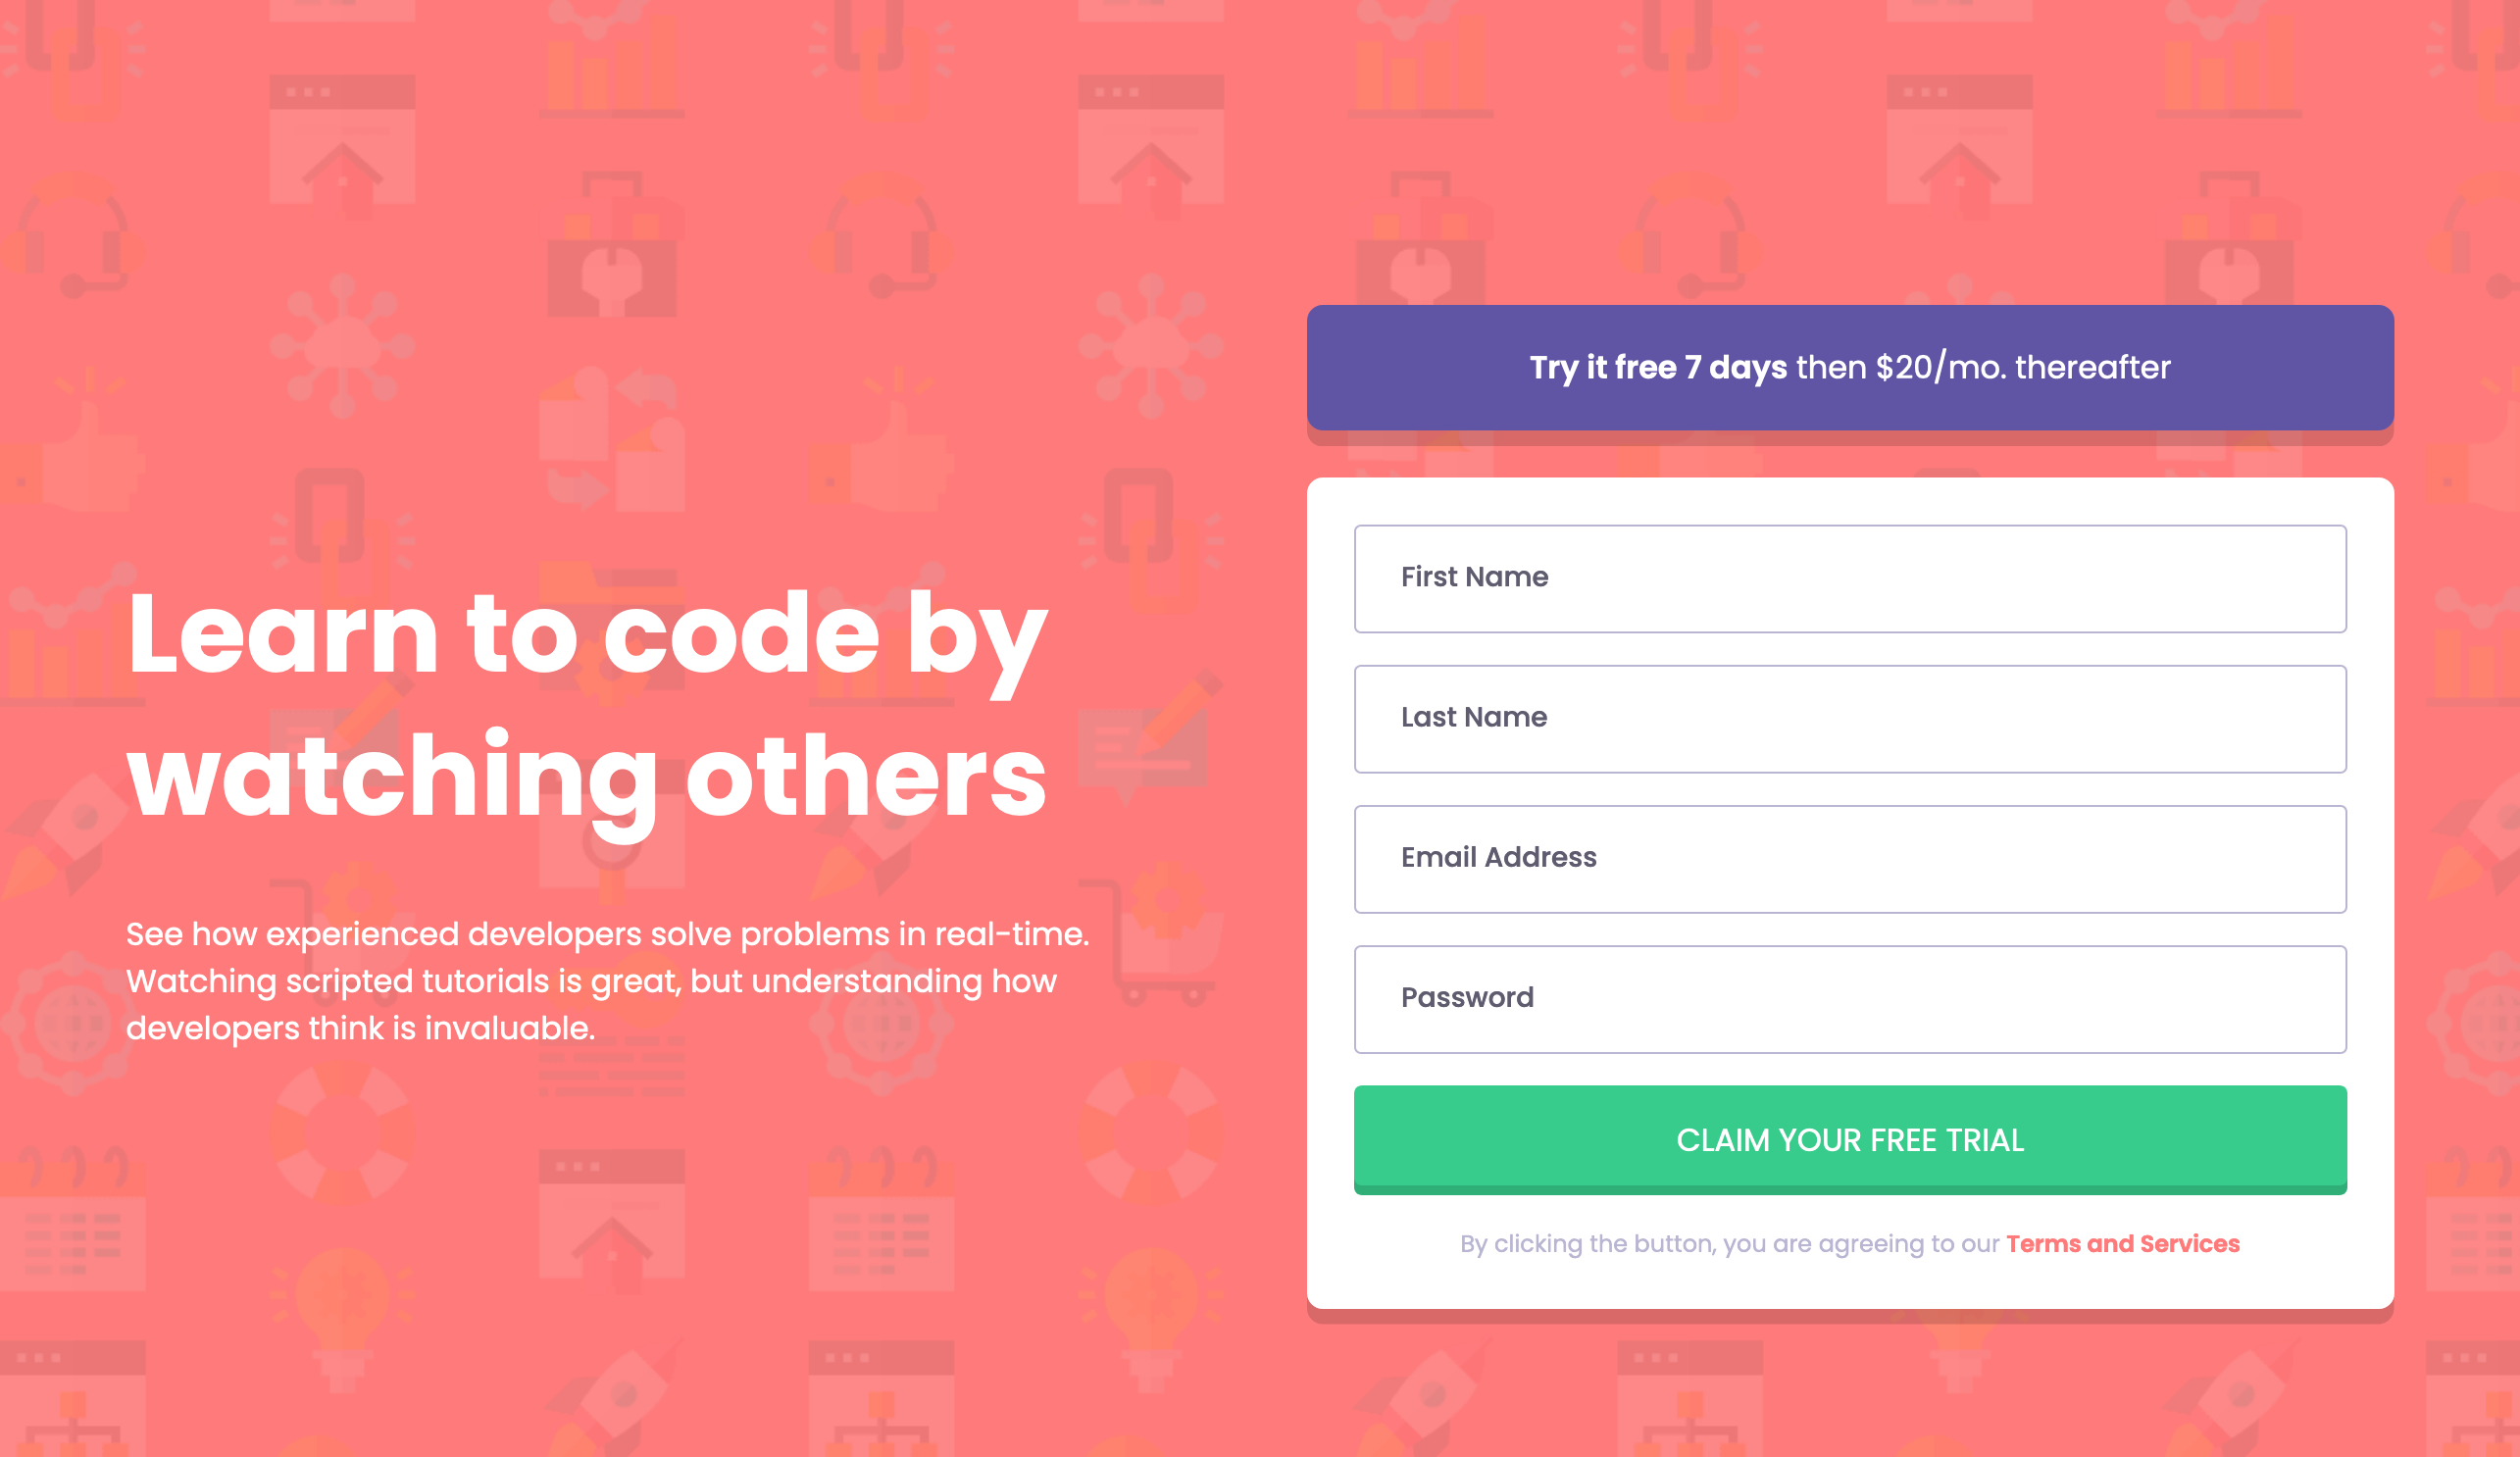 Learn to code by
watching others
See how experienced developers solve problems in real-time.
Watching scripted tutorials is great, but understanding how
developers think is invaluable.
Try it free 7 days then $20/mo. thereafter
First Name
Last Name
Email Address
Password
CLAIM YOUR FREE TRIAL
By clicking the button, you are agreeing to our Terms and Services